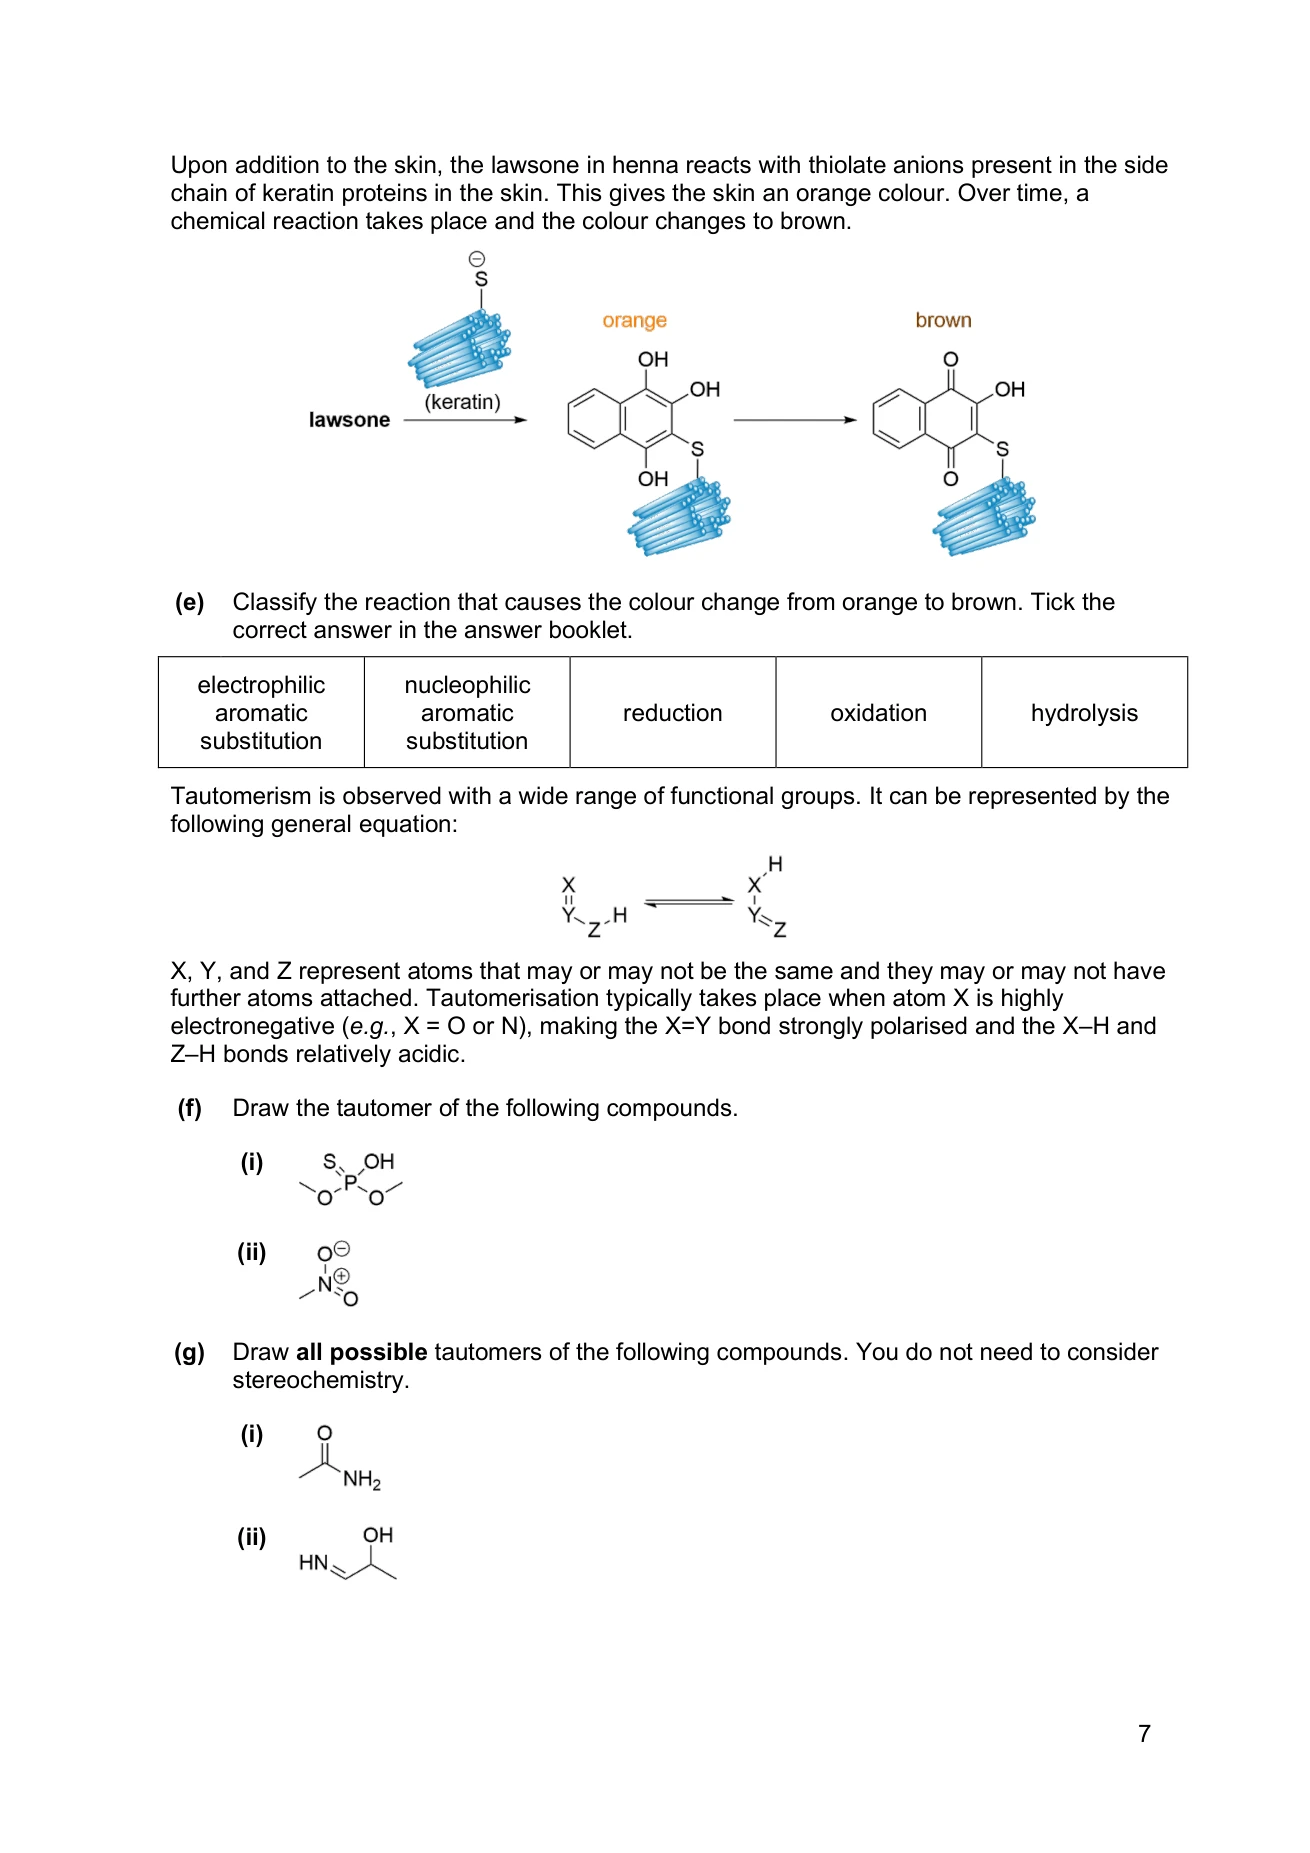 Upon addition to the skin, the lawsone in henna reacts with thiolate anions present in the side
chain of keratin proteins in the skin. This gives the skin an orange colour. Over time, a
chemical reaction takes place and the colour changes to brown.
⊖
S
orange
brown
OH
O
OH
OH
(keratin)
lawsone
S
S
OH
O
(e) Classify the reaction that causes the colour change from orange to brown. Tick the
correct answer in the answer booklet.
electrophilic
aromatic
substitution
nucleophilic
aromatic
substitution
reduction
oxidation
hydrolysis
Tautomerism is observed with a wide range of functional groups. It can be represented by the
following general equation:
X
Y
Z
H
H
X
Y
Z
X, Y, and Z represent atoms that may or may not be the same and they may or may not have
further atoms attached. Tautomerisation typically takes place when atom X is highly
electronegative (e.g., X = O or N), making the X=Y bond strongly polarised and the X–H and
Z–H bonds relatively acidic.
(f) Draw the tautomer of the following compounds.
(i)
S OH
P
O O
(ii)
O⊖
N⊕
O
(g) Draw all possible tautomers of the following compounds. You do not need to consider
stereochemistry.
(i)
O
NH2
(ii)
OH
HN
7